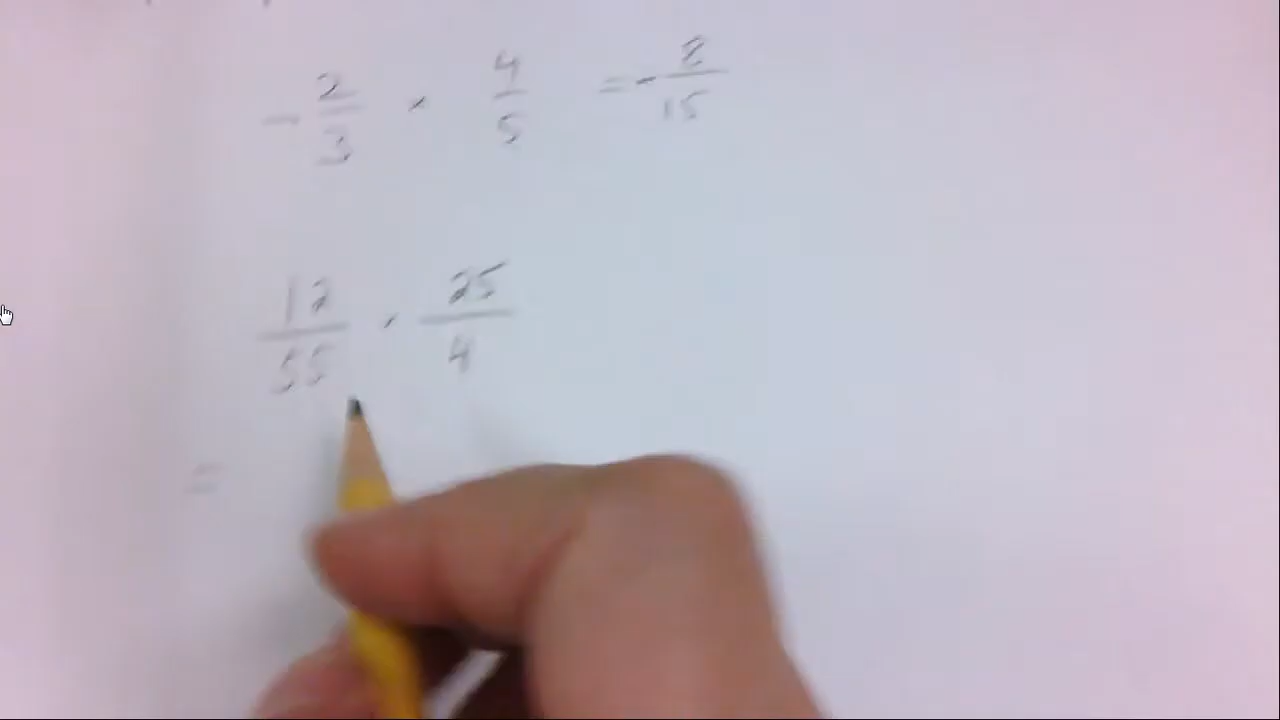 - 2/3 · 4/5 = - 8/15
12/55 · 25/4
=